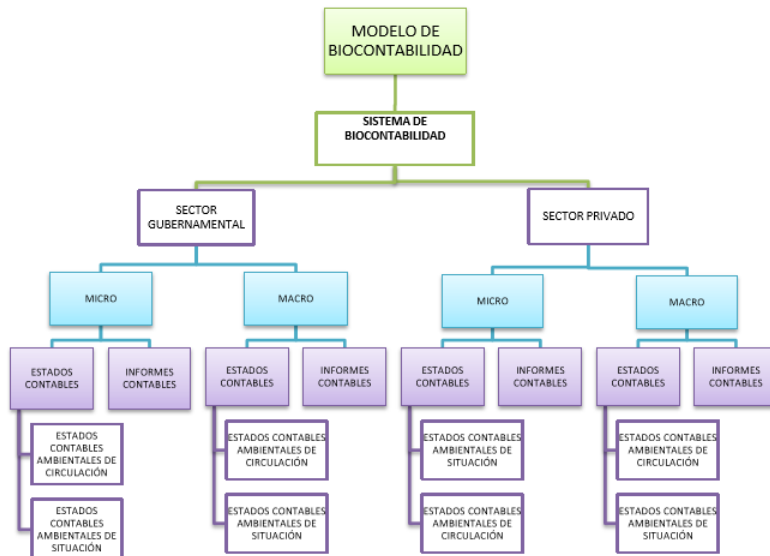 MODELO DE
BIOCONTABILIDAD
SISTEMA DE
BIOCONTABILIDAD
SECTOR
GUBERNAMENTAL
SECTOR PRIVADO
MICRO
MACRO
MICRO
MACRO
ESTADOS
CONTABLES
INFORMES
CONTABLES
ESTADOS
CONTABLES
INFORMES
CONTABLES
ESTADOS
CONTABLES
INFORMES
CONTABLES
ESTADOS
CONTABLES
INFORMES
CONTABLES
ESTADOS
CONTABLES
AMBIENTALES DE
CIRCULACIÓN
ESTADOS
CONTABLES
AMBIENTALES DE
SITUACIÓN
ESTADOS CONTABLES
AMBIENTALES DE
CIRCULACIÓN
ESTADOS CONTABLES
AMBIENTALES DE
SITUACIÓN
ESTADOS CONTABLES
AMBIENTALES DE
SITUACIÓN
ESTADOS CONTABLES
AMBIENTALES DE
CIRCULACIÓN
ESTADOS CONTABLES
AMBIENTALES DE
CIRCULACIÓN
ESTADOS CONTABLES
AMBIENTALES DE
SITUACIÓN